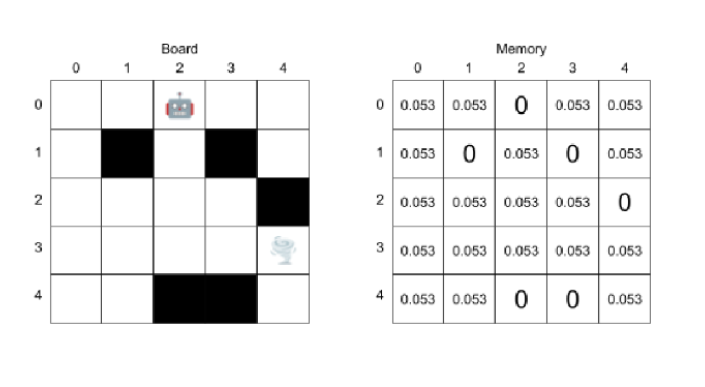 Board Memory
0 1 2 3 4 0 1 2 3 4
0 0 0.053 0.053 0 0.053 0.053
1 1 0.053 0 0.053 0 0.053
2 2 0.053 0.053 0.053 0.053 0
3 3 0.053 0.053 0.053 0.053 0.053
4 4 0.053 0.053 0 0 0.053